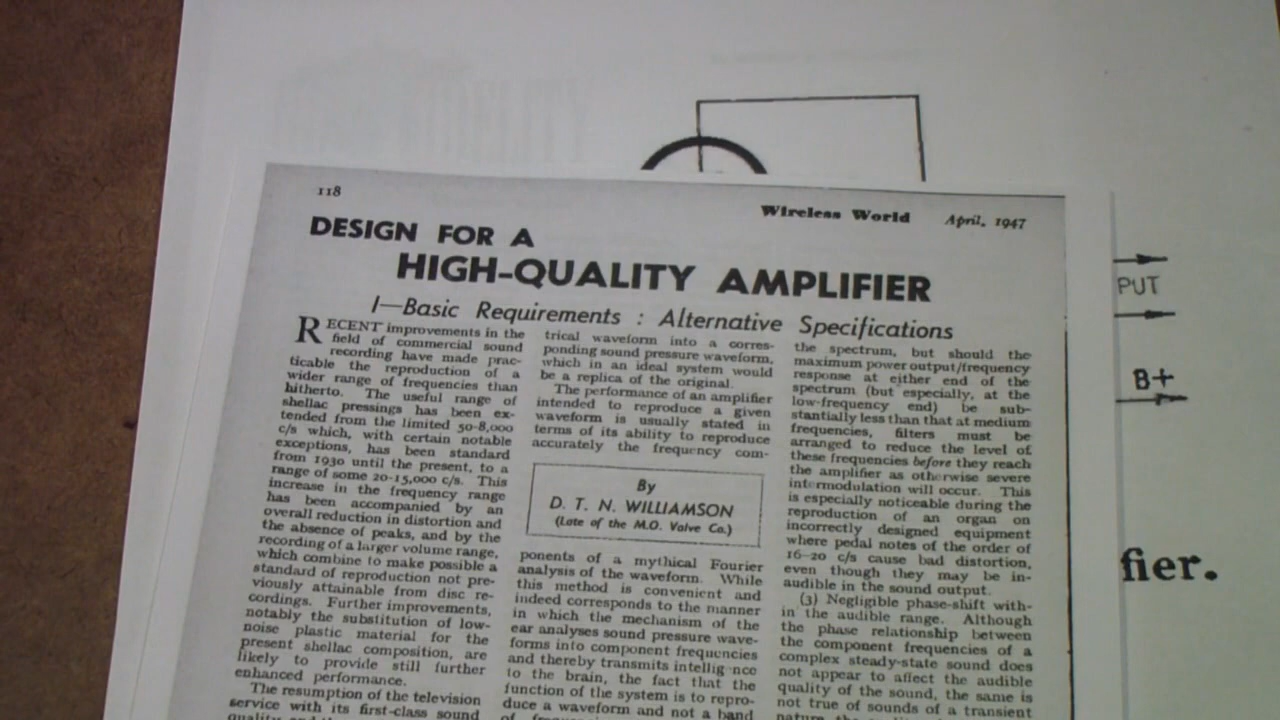 118
Wireless World April, 1947
DESIGN FOR A
HIGH-QUALITY AMPLIFIER
I—Basic Requirements : Alternative Specifications
RECENT improvements in the
field of commercial sound
recording have made prac-
ticable the reproduction of a
wider range of frequencies than
hitherto. The useful range of
shellac pressings has been ex-
tended from the limited 50-8,000
c/s which, with certain notable
exceptions, has been standard
from 1930 until the present, to a
range of some 20-15,000 c/s. This
increase in the frequency range
has been accompanied by an
overall reduction in distortion and
the absence of peaks, and by the
recording of a larger volume range,
which combine to make possible a
standard of reproduction not pre-
viously attainable from disc re-
cordings. Further improvements,
notably the substitution of low-
noise plastic material for the
present shellac composition, are
likely to provide still further
enhanced performance.
The resumption of the television
service with its first-class sound
quality and the
trical waveform into a corres-
ponding sound pressure waveform,
which in an ideal system would
be a replica of the original.
The performance of an amplifier
intended to reproduce a given
waveform is usually stated in
terms of its ability to reproduce
accurately the frequency com-
By
D. T. N. WILLIAMSON
(Late of the M.O. Valve Co.)
ponents of a mythical Fourier
analysis of the waveform. While
this method is convenient and
indeed corresponds to the manner
in which the mechanism of the
ear analyses sound pressure wave-
forms into component frequencies
and thereby transmits intellig nce
to the brain, the fact that the
function of the system is to repro-
duce a waveform and not a band
of
the spectrum, but should the
maximum power output/frequency
response at either end of the
spectrum (but especially, at the
low-frequency end) be sub-
stantially less than that at medium
frequencies, filters must be
arranged to reduce the level of
these frequencies before they reach
the amplifier as otherwise severe
intermodulation will occur. This
is especially noticeable during the
reproduction of an organ on
incorrectly designed equipment
where pedal notes of the order of
16–20 c/s cause bad distortion,
even though they may be in-
audible in the sound output.
(3) Negligible phase-shift with-
in the audible range. Although
the phase relationship between
the component frequencies of a
complex steady-state sound does
not appear to affect the audible
quality of the sound, the same is
not true of sounds of a transient
nature
PUT
B+
fier.